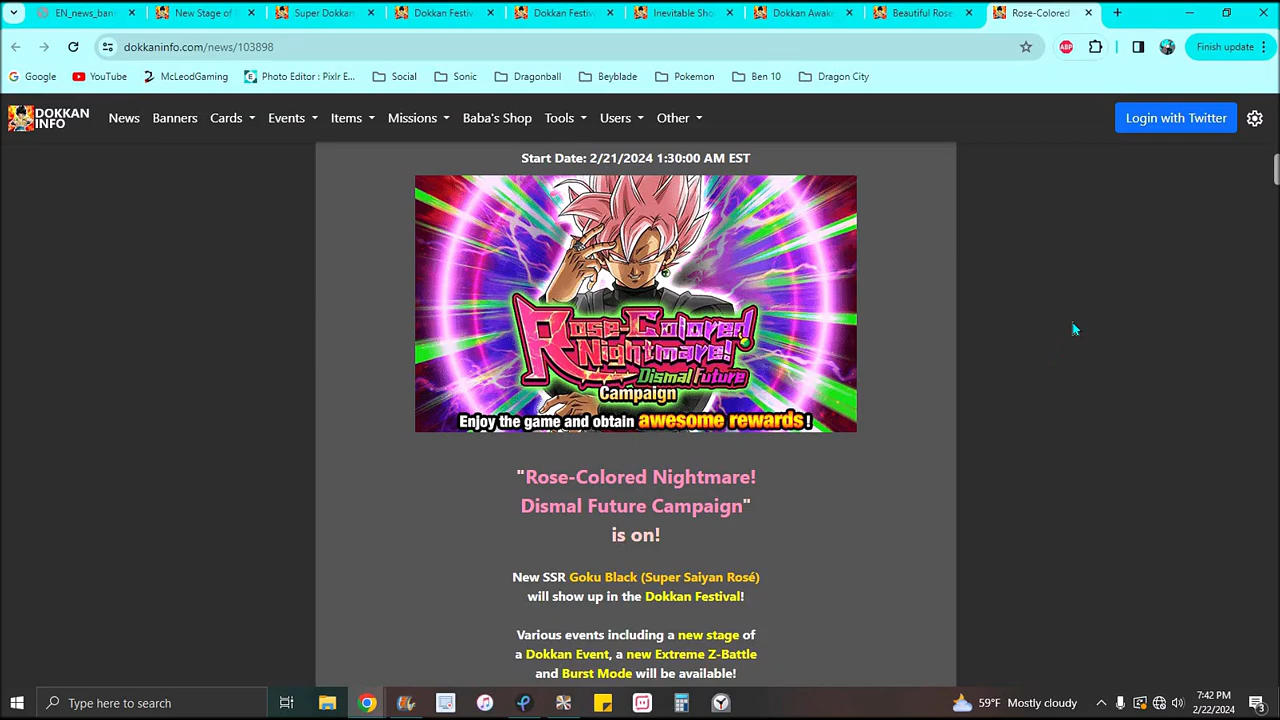 EN_news_ban
New Stage of
Super Dokkan
Dokkan Festiv
Dokkan Festiv
Inevitable Sho
Dokkan Awake
Beautiful Rose
Rose-Colored
dokkaninfo.com/news/103898
ABP
Finish update
Google
YouTube
McLeodGaming
Photo Editor : Pixlr E...
Social
Sonic
Dragonball
Beyblade
Pokemon
Ben 10
Dragon City
DOKKAN
INFO
News
Banners
Cards
Events
Items
Missions
Baba's Shop
Tools
Users
Other
Login with Twitter
Start Date: 2/21/2024 1:30:00 AM EST
Rose-Colored
Nightmare!
Dismal Future
Campaign
Enjoy the game and obtain awesome rewards!
"Rose-Colored Nightmare!
Dismal Future Campaign"
is on!
New SSR Goku Black (Super Saiyan Rosé)
will show up in the Dokkan Festival!
Various events including a new stage of
a Dokkan Event, a new Extreme Z-Battle
and Burst Mode will be available!
Type here to search
59°F Mostly cloudy
7:42 PM
2/22/2024
3